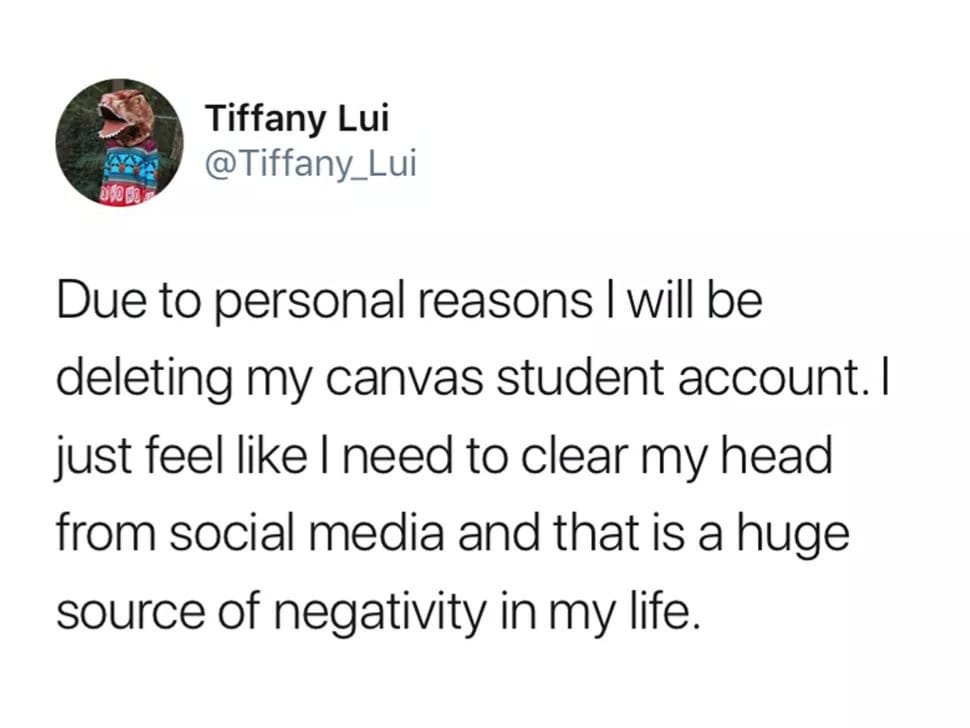 Tiffany Lui
@Tiffany_Lui
Due to personal reasons I will be
deleting my canvas student account. I
just feel like I need to clear my head
from social media and that is a huge
source of negativity in my life.